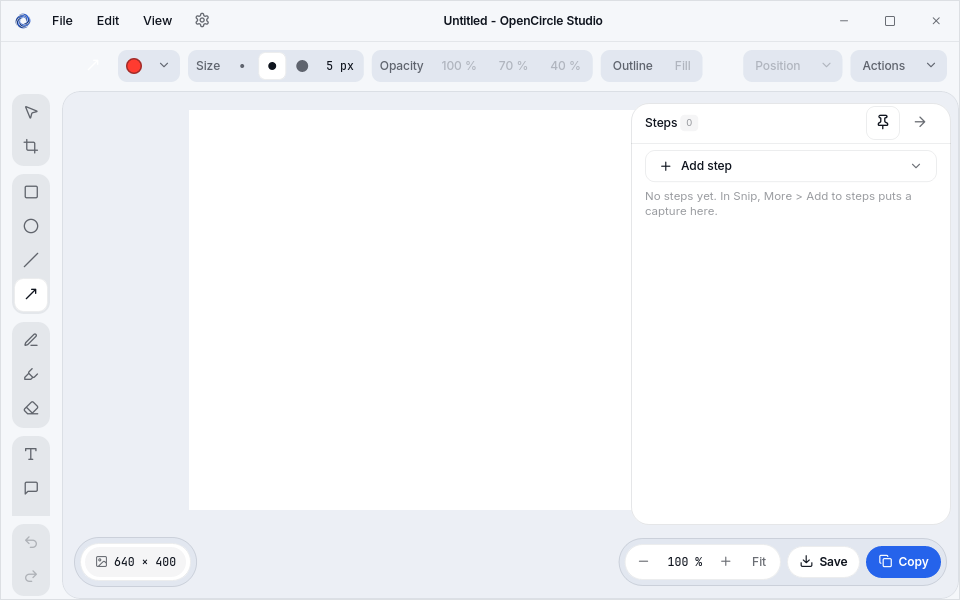 File Edit View Untitled - OpenCircle Studio
Size 5 px Opacity 100 % 70 % 40 % Outline Fill Position Actions
Steps 0
Add step
No steps yet. In Snip, More > Add to steps puts a
capture here.
640 × 400 100 % Fit Save Copy